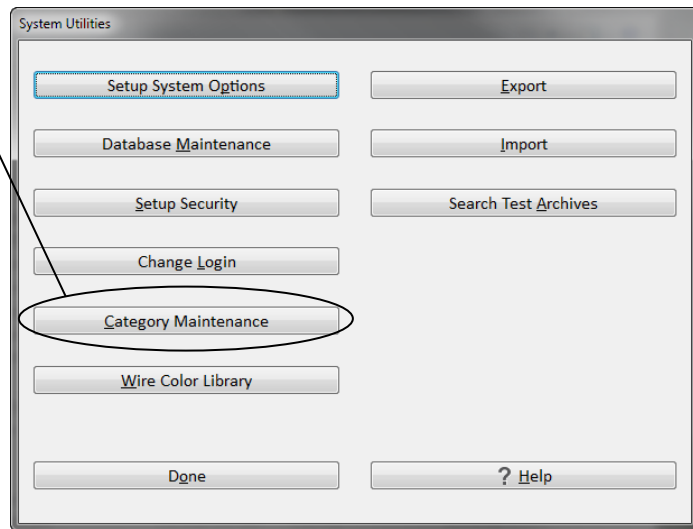 System Utilities
Setup System Options
Export
Database Maintenance
Import
Setup Security
Search Test Archives
Change Login
Category Maintenance
Wire Color Library
Done
? Help